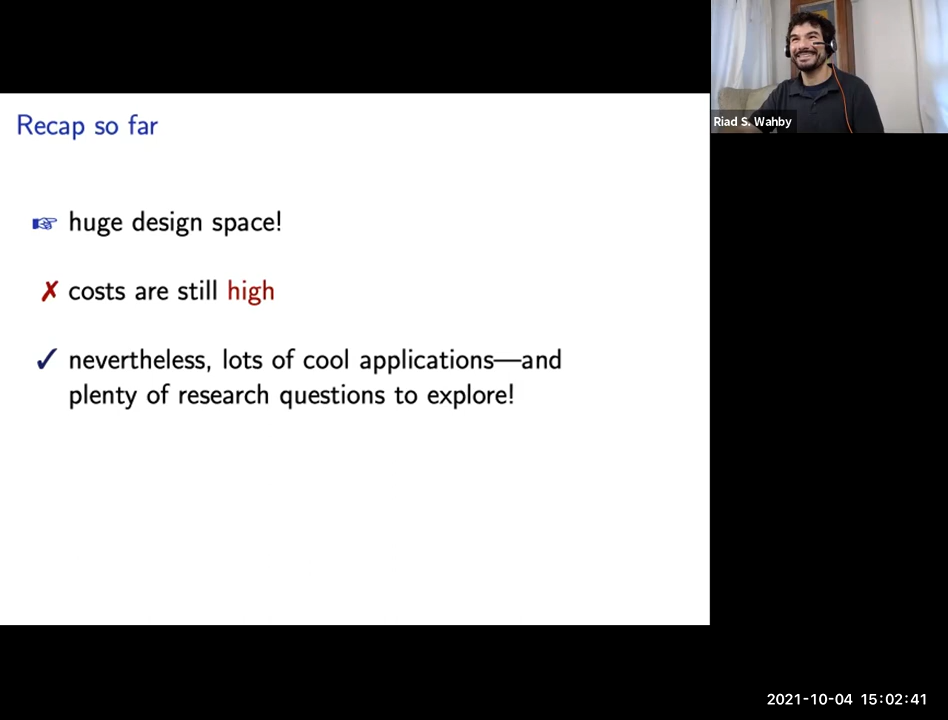 Recap so far
☞ huge design space!
✗ costs are still high
✓ nevertheless, lots of cool applications—and
plenty of research questions to explore!
Riad S. Wahby
2021-10-04 15:02:41